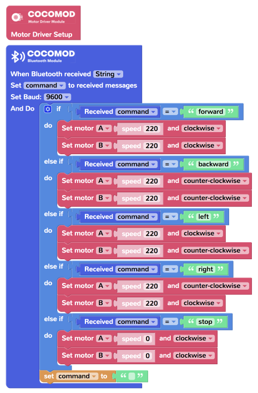 COCOMOD
Motor Driver Module
Motor Driver Setup
COCOMOD
Bluetooth Module
When Bluetooth received String
Set command to received messages
Set Baud: 9600
And Do if Received command = “ forward ”
do Set motor A speed 220 and clockwise
Set motor B speed 220 and clockwise
else if Received command = “ backward ”
do Set motor A speed 220 and counter-clockwise
Set motor B speed 220 and counter-clockwise
else if Received command = “ left ”
do Set motor A speed 220 and clockwise
Set motor B speed 220 and counter-clockwise
else if Received command = “ right ”
do Set motor A speed 220 and counter-clockwise
Set motor B speed 220 and clockwise
else if Received command = “ stop ”
do Set motor A speed 0 and clockwise
Set motor B speed 0 and clockwise
set command to “ ”